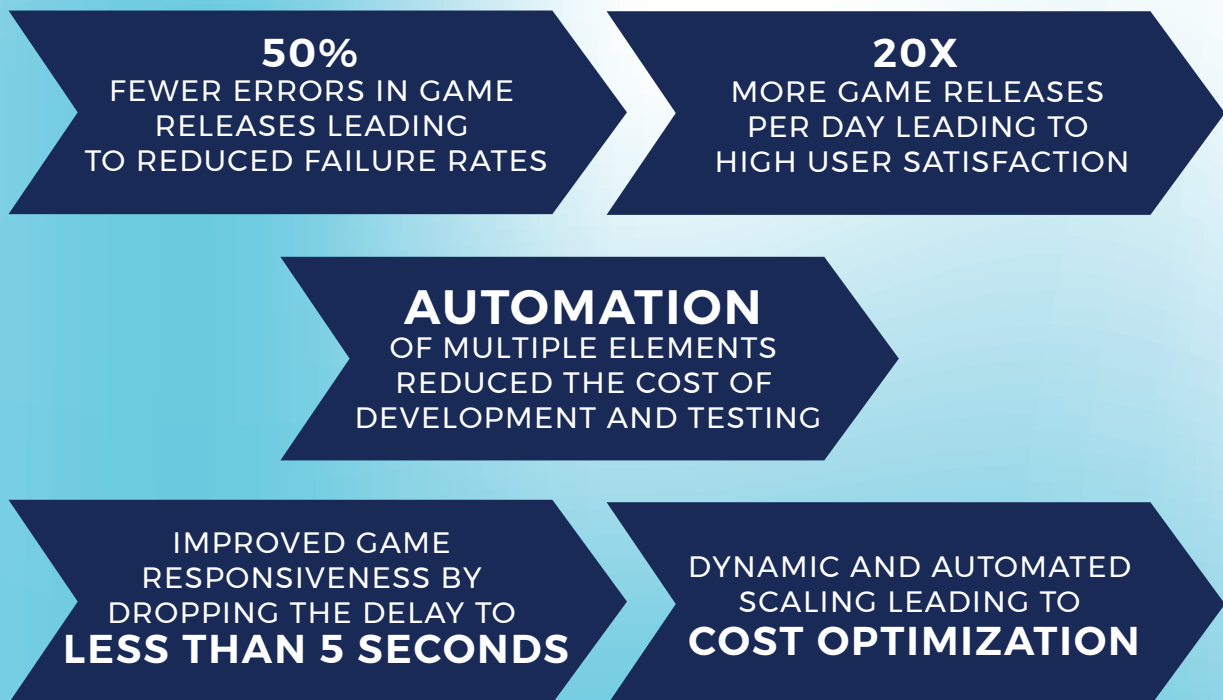 50%
FEWER ERRORS IN GAME
RELEASES LEADING
TO REDUCED FAILURE RATES
20X
MORE GAME RELEASES
PER DAY LEADING TO
HIGH USER SATISFACTION
AUTOMATION
OF MULTIPLE ELEMENTS
REDUCED THE COST OF
DEVELOPMENT AND TESTING
IMPROVED GAME
RESPONSIVENESS BY
DROPPING THE DELAY TO
LESS THAN 5 SECONDS
DYNAMIC AND AUTOMATED
SCALING LEADING TO
COST OPTIMIZATION